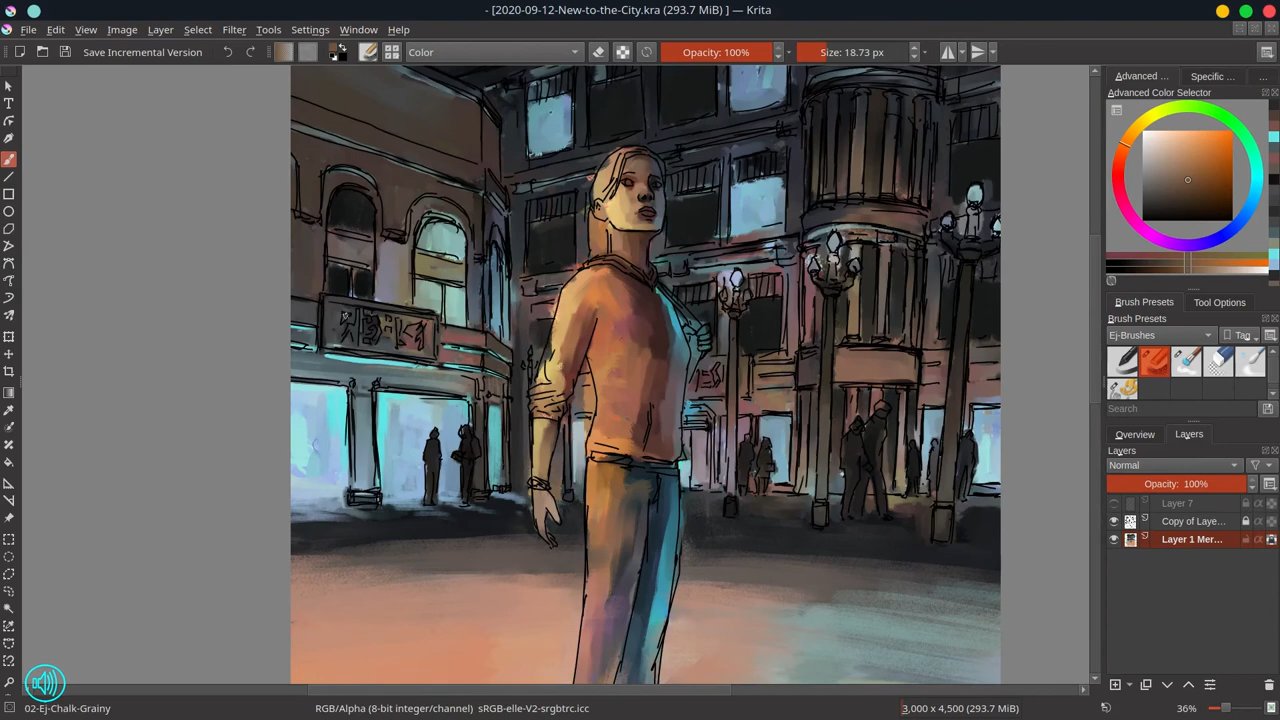 - [2020-09-12-New-to-the-City.kra (293.7 MiB) ] — Krita
File Edit View Image Layer Select Filter Tools Settings Window Help
Save Incremental Version Color Opacity: 100% Size: 18.73 px
Advanced ... Specific ... ...
Advanced Color Selector
Brush Presets Tool Options
Brush Presets
Ej-Brushes Tag
Search
Overview Layers
Layers
Normal
Opacity: 100%
Layer 7
Copy of Laye...
Layer 1 Mer...
02-Ej-Chalk-Grainy RGB/Alpha (8-bit integer/channel) sRGB-elle-V2-srgbtrc.icc 3,000 x 4,500 (293.7 MiB) 36%